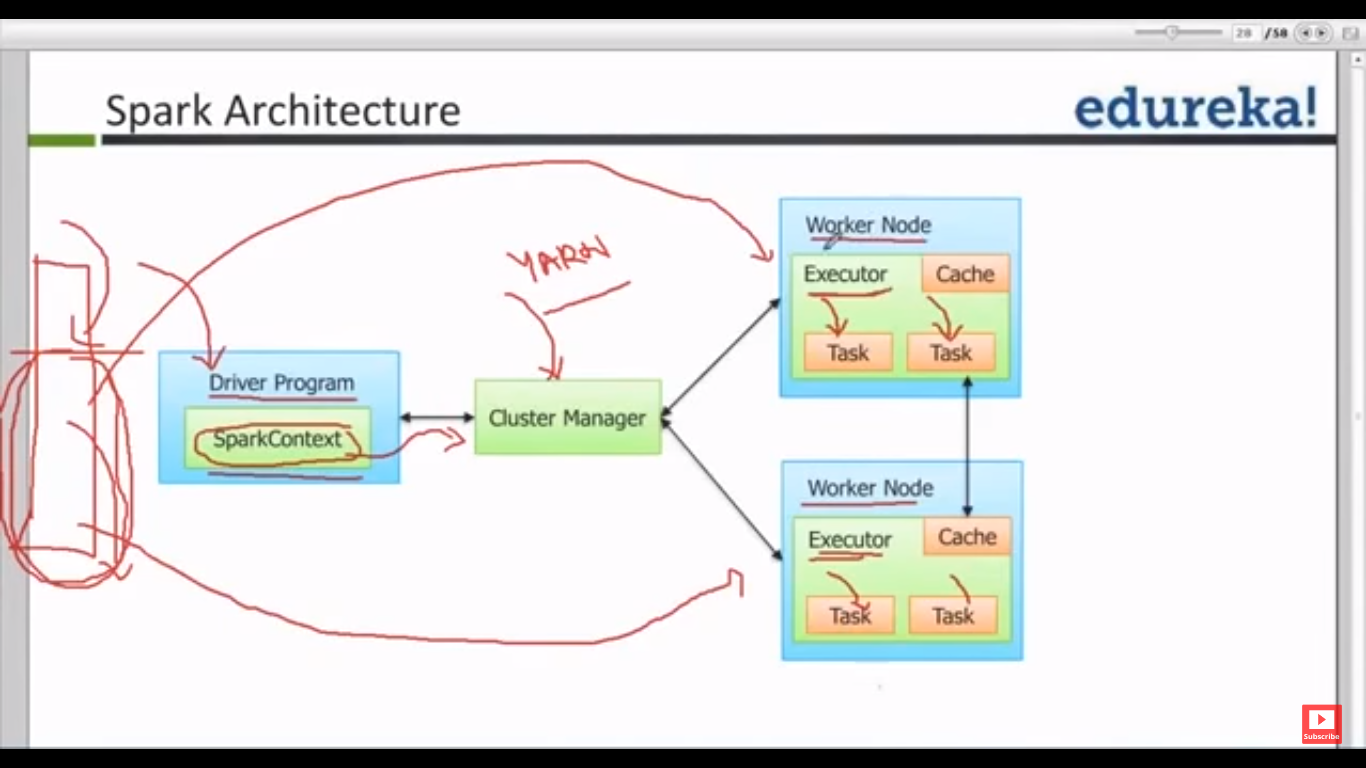 28 /58
Spark Architecture
edureka!
YARN
Driver Program
SparkContext
Cluster Manager
Worker Node
Executor
Cache
Task
Task
Worker Node
Executor
Cache
Task
Task
Subscribe